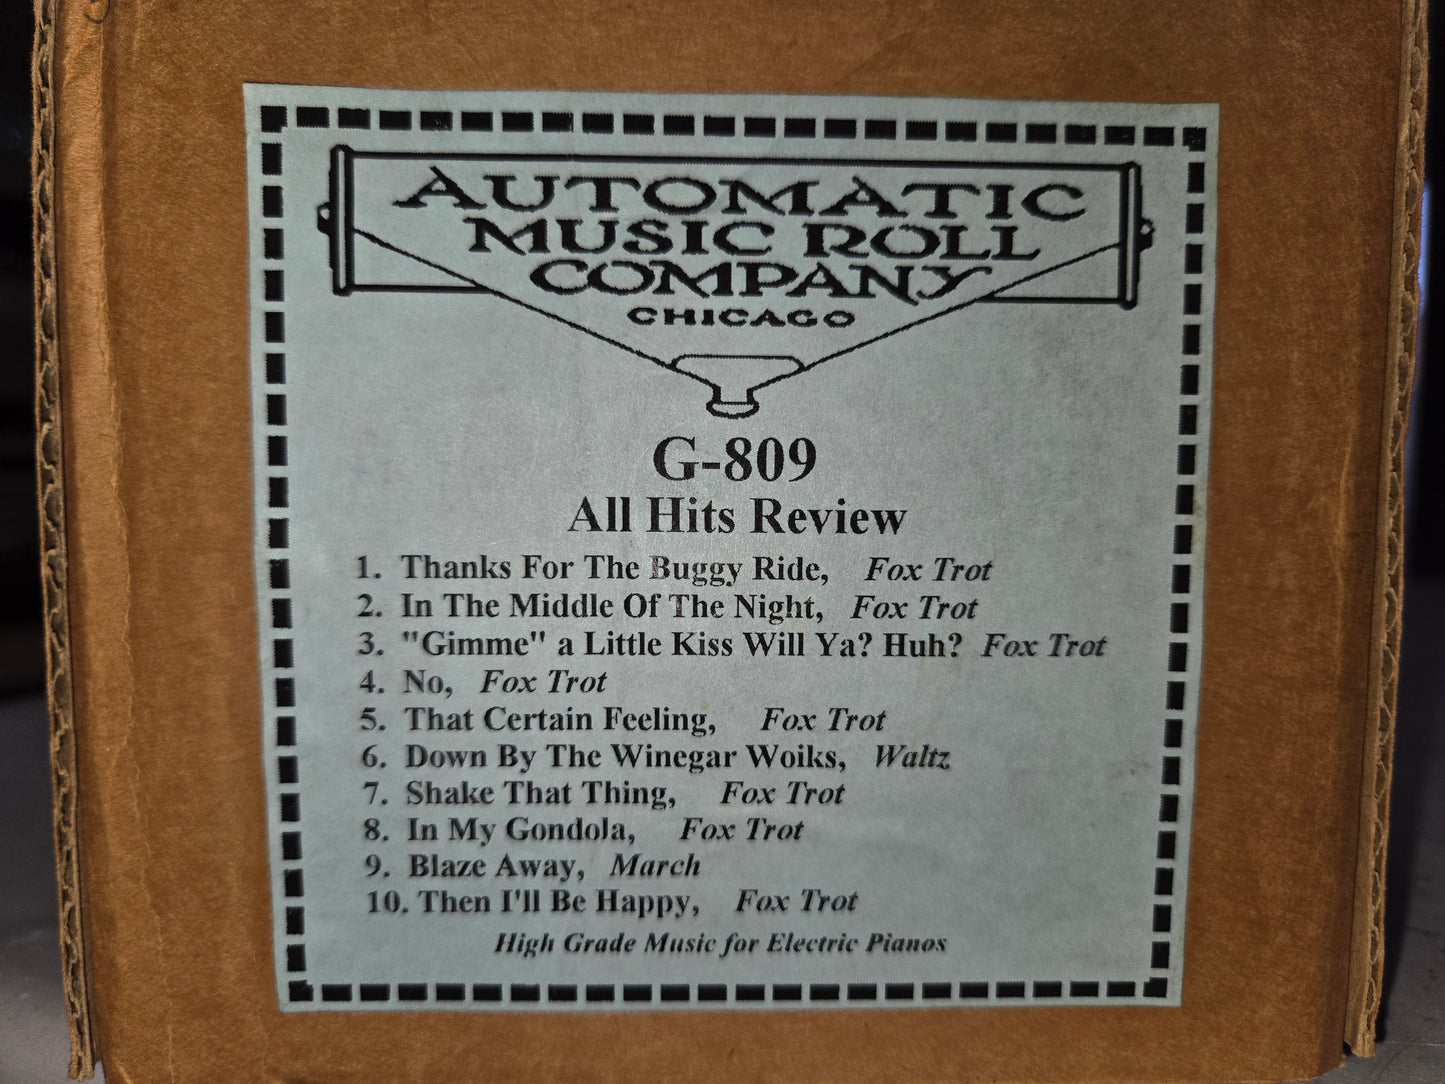 AUTOMATIC
MUSIC ROLL
COMPANY
CHICAGO
G-809
All Hits Review
1. Thanks For The Buggy Ride, Fox Trot
2. In The Middle Of The Night, Fox Trot
3. "Gimme" a Little Kiss Will Ya? Huh? Fox Trot
4. No, Fox Trot
5. That Certain Feeling, Fox Trot
6. Down By The Winegar Woiks, Waltz
7. Shake That Thing, Fox Trot
8. In My Gondola, Fox Trot
9. Blaze Away, March
10. Then I'll Be Happy, Fox Trot
High Grade Music for Electric Pianos